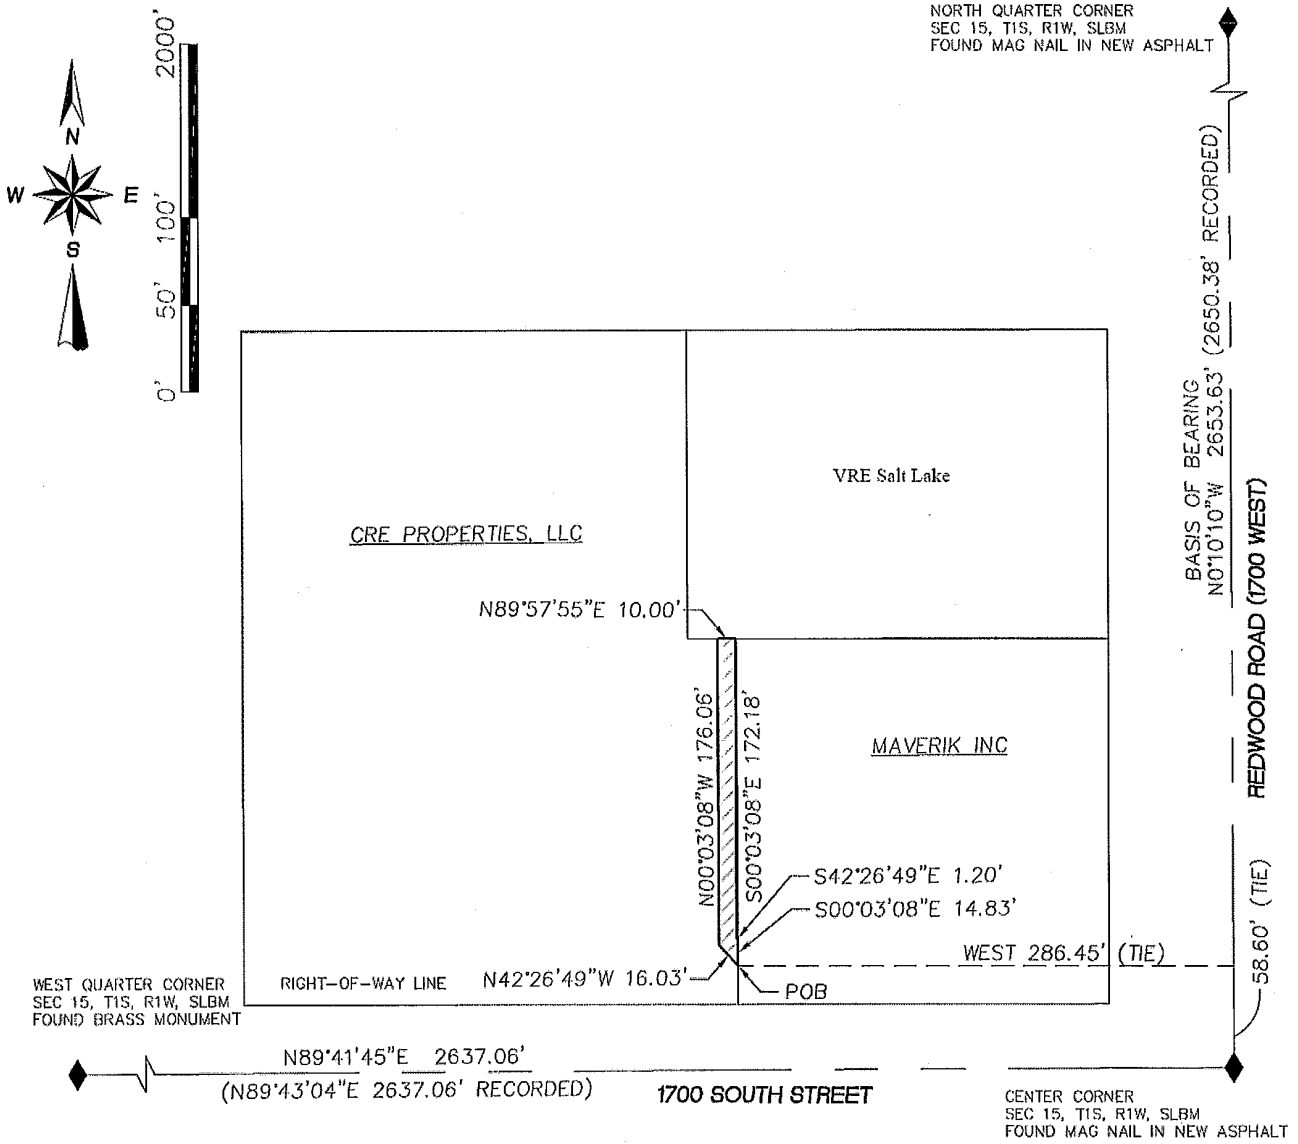 NORTH QUARTER CORNER
SEC 15, T1S, R1W, SLBM
FOUND MAG NAIL IN NEW ASPHALT
2000'
100'
50'
0'
N
W
E
S
BASIS OF BEARING
N0°10'10"W 2653.63' (2650.38' RECORDED)
REDWOOD ROAD (1700 WEST)
VRE Salt Lake
CRE PROPERTIES, LLC
N89°57'55"E 10.00'
N00°03'08"W 176.06'
S00°03'08"E 172.18'
MAVERIK INC
S42°26'49"E 1.20'
S00°03'08"E 14.83'
WEST 286.45' (TIE)
58.60' (TIE)
WEST QUARTER CORNER
SEC 15, T1S, R1W, SLBM
FOUND BRASS MONUMENT
RIGHT-OF-WAY LINE
N42°26'49"W 16.03'
POB
N89°41'45"E 2637.06'
(N89°43'04"E 2637.06' RECORDED)
1700 SOUTH STREET
CENTER CORNER
SEC 15, T1S, R1W, SLBM
FOUND MAG NAIL IN NEW ASPHALT